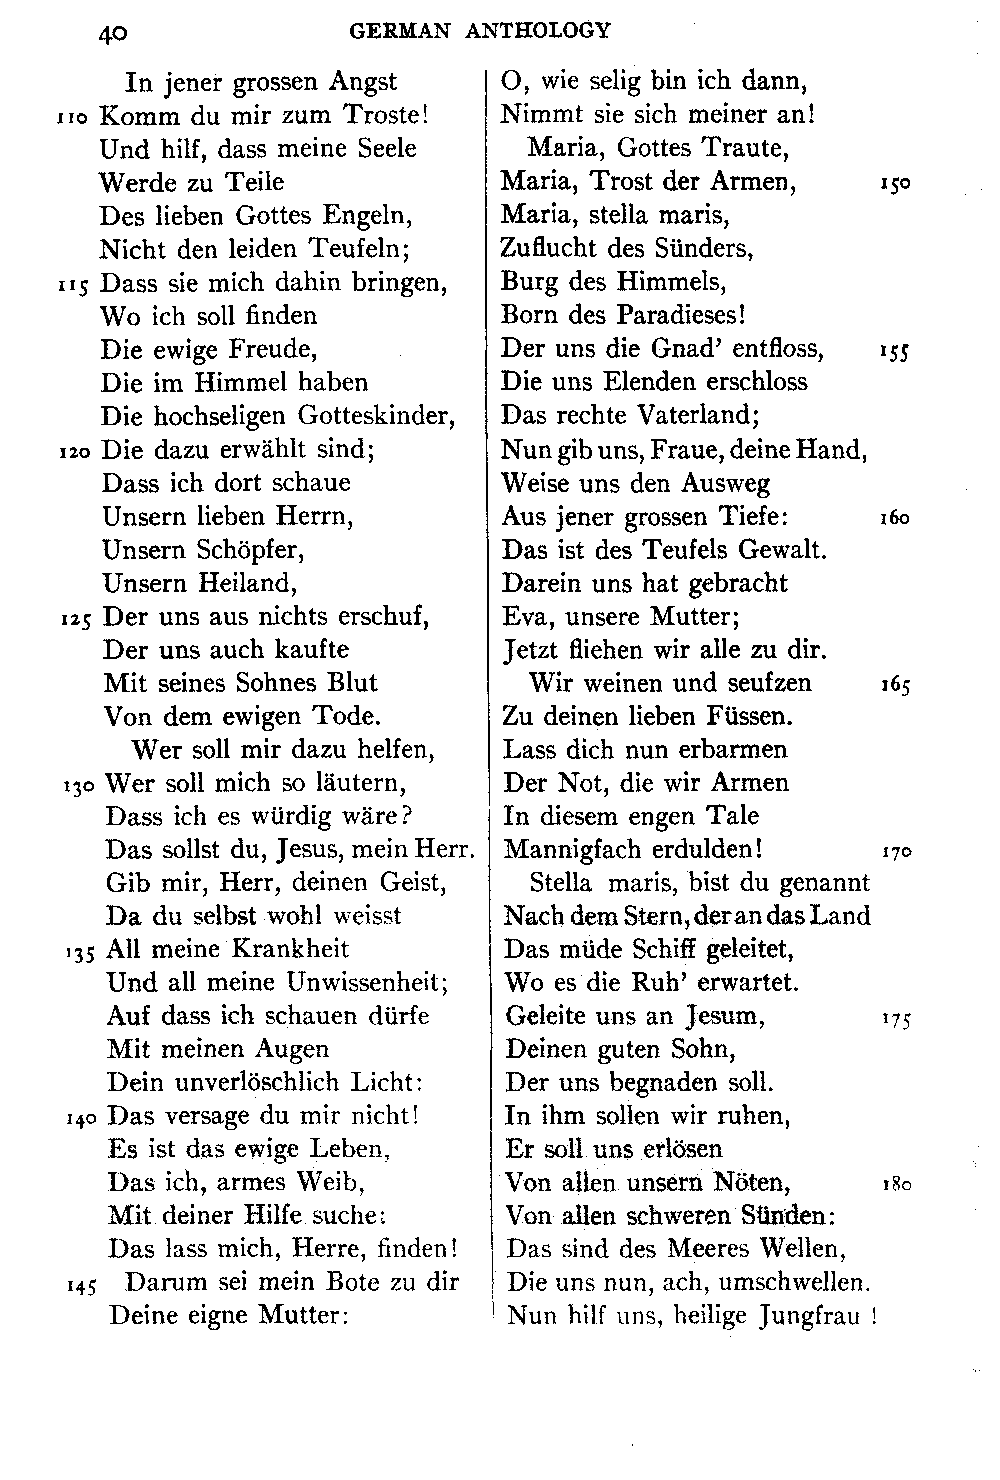 40 GERMAN ANTHOLOGY
In jener grossen Angst
110 Komm du mir zum Troste!
Und hilf, dass meine Seele
Werde zu Teile
Des lieben Gottes Engeln,
Nicht den leiden Teufeln;
115 Dass sie mich dahin bringen,
Wo ich soll finden
Die ewige Freude,
Die im Himmel haben
Die hochseligen Gotteskinder,
120 Die dazu erwählt sind;
Dass ich dort schaue
Unsern lieben Herrn,
Unsern Schöpfer,
Unsern Heiland,
125 Der uns aus nichts erschuf,
Der uns auch kaufte
Mit seines Sohnes Blut
Von dem ewigen Tode.
Wer soll mir dazu helfen,
130 Wer soll mich so läutern,
Dass ich es würdig wäre?
Das sollst du, Jesus, mein Herr.
Gib mir, Herr, deinen Geist,
Da du selbst wohl weisst
135 All meine Krankheit
Und all meine Unwissenheit;
Auf dass ich schauen dürfe
Mit meinen Augen
Dein unverlöschlich Licht:
140 Das versage du mir nicht!
Es ist das ewige Leben,
Das ich, armes Weib,
Mit deiner Hilfe suche:
Das lass mich, Herre, finden!
145 Darum sei mein Bote zu dir
Deine eigne Mutter:
O, wie selig bin ich dann,
Nimmt sie sich meiner an!
Maria, Gottes Traute,
Maria, Trost der Armen, 150
Maria, stella maris,
Zuflucht des Sünders,
Burg des Himmels,
Born des Paradieses!
Der uns die Gnad' entfloss, 155
Die uns Elenden erschloss
Das rechte Vaterland;
Nun gib uns, Fraue, deine Hand,
Weise uns den Ausweg
Aus jener grossen Tiefe: 160
Das ist des Teufels Gewalt.
Darein uns hat gebracht
Eva, unsere Mutter;
Jetzt fliehen wir alle zu dir.
Wir weinen und seufzen 165
Zu deinen lieben Füssen.
Lass dich nun erbarmen
Der Not, die wir Armen
In diesem engen Tale
Mannigfach erdulden! 170
Stella maris, bist du genannt
Nach dem Stern, der an das Land
Das müde Schiff geleitet,
Wo es die Ruh' erwartet.
Geleite uns an Jesum, 175
Deinen guten Sohn,
Der uns begnaden soll.
In ihm sollen wir ruhen,
Er soll uns erlösen
Von allen unsern Nöten, 180
Von allen schweren Sünden:
Das sind des Meeres Wellen,
Die uns nun, ach, umschwellen.
Nun hilf uns, heilige Jungfrau !